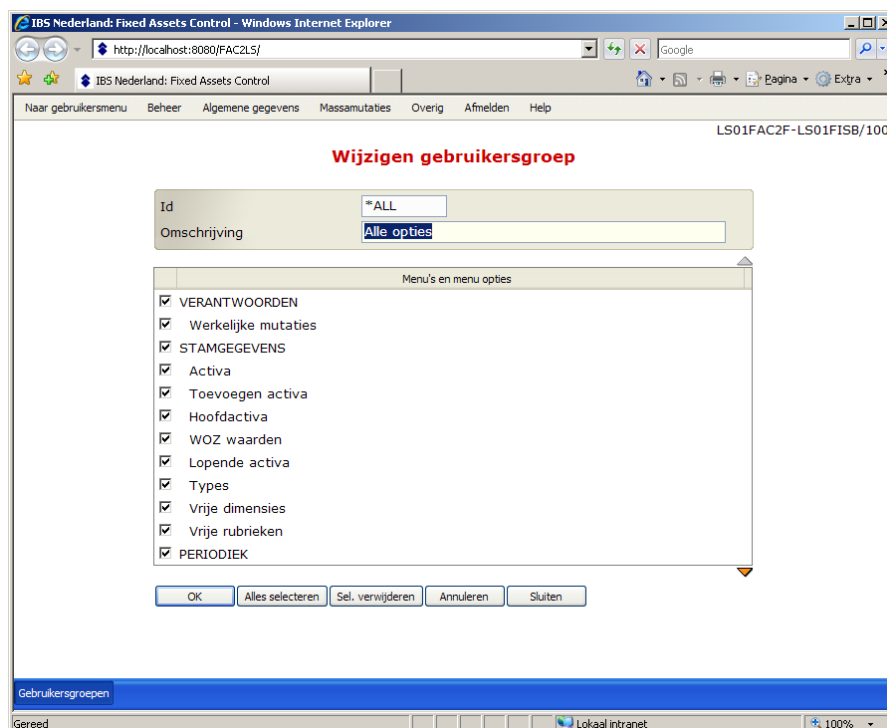 IBS Nederland: Fixed Assets Control - Windows Internet Explorer
http://localhost:8080/FAC2LS/
Google
IBS Nederland: Fixed Assets Control
Pagina
Extra
Naar gebruikersmenu Beheer Algemene gegevens Massamutaties Overig Afmelden Help
LS01FAC2F-LS01FISB/100
Wijzigen gebruikersgroep
Id *ALL
Omschrijving Alle opties
Menu's en menu opties
VERANTWOORDEN
Werkelijke mutaties
STAMGEGEVENS
Activa
Toevoegen activa
Hoofdactiva
WOZ waarden
Lopende activa
Types
Vrije dimensies
Vrije rubrieken
PERIODIEK
OK Alles selecteren Sel. verwijderen Annuleren Sluiten
Gebruikersgroepen
Gereed Lokaal intranet 100%